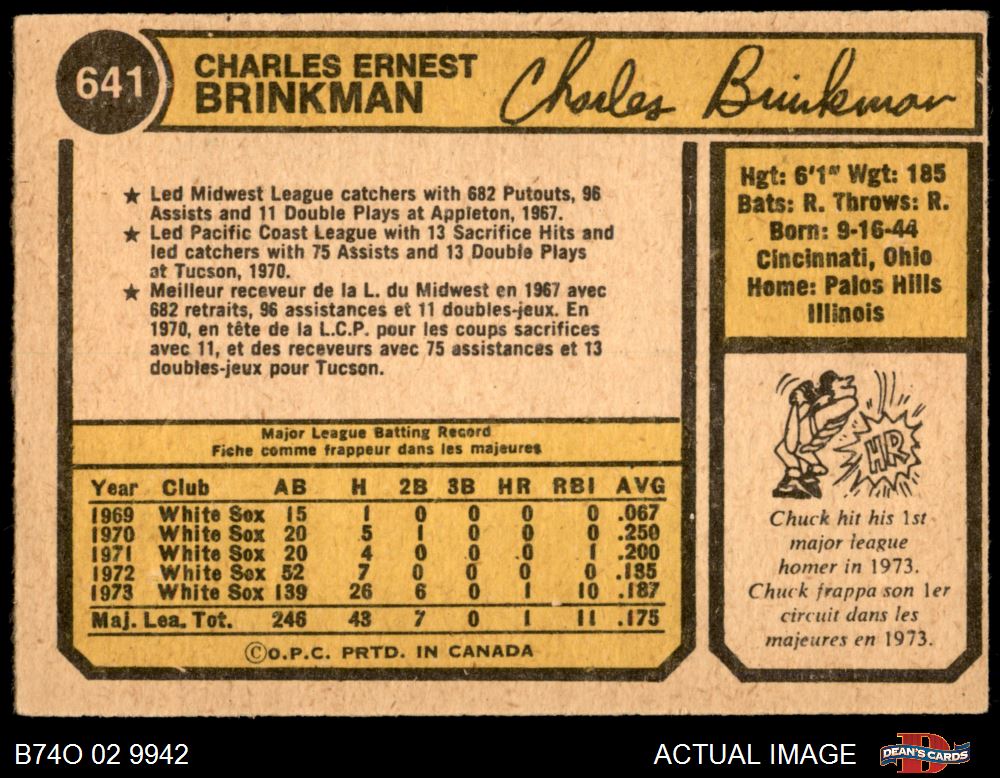 641
CHARLES ERNEST
BRINKMAN
Charles Brinkman
★ Led Midwest League catchers with 682 Putouts, 96
Assists and 11 Double Plays at Appleton, 1967.
★ Led Pacific Coast League with 13 Sacrifice Hits and
led catchers with 75 Assists and 13 Double Plays
at Tucson, 1970.
★ Meilleur receveur de la L. du Midwest en 1967 avec
682 retraits, 96 assistances et 11 doubles-jeux. En
1970, en tête de la L.C.P. pour les coups sacrifices
avec 11, et des receveurs avec 75 assistances et 13
doubles-jeux pour Tucson.
Hgt: 6'1" Wgt: 185
Bats: R. Throws: R.
Born: 9-16-44
Cincinnati, Ohio
Home: Palos Hills
Illinois
Major League Batting Record
Fiche comme frappeur dans les majeures
Year Club AB H 2B 3B HR RBI AVG
1969 White Sox 15 1 0 0 0 0 .067
1970 White Sox 20 5 1 0 0 0 .250
1971 White Sox 20 4 0 0 0 1 .200
1972 White Sox 52 7 0 0 0 0 .135
1973 White Sox 139 26 6 0 1 10 .187
Maj. Lea. Tot. 246 43 7 0 1 11 .175
©O.P.C. PRTD. IN CANADA
HR
Chuck hit his 1st
major league
homer in 1973.
Chuck frappa son 1er
circuit dans les
majeures en 1973.
B74O 02 9942
ACTUAL IMAGE
D
DEAN'S CARDS